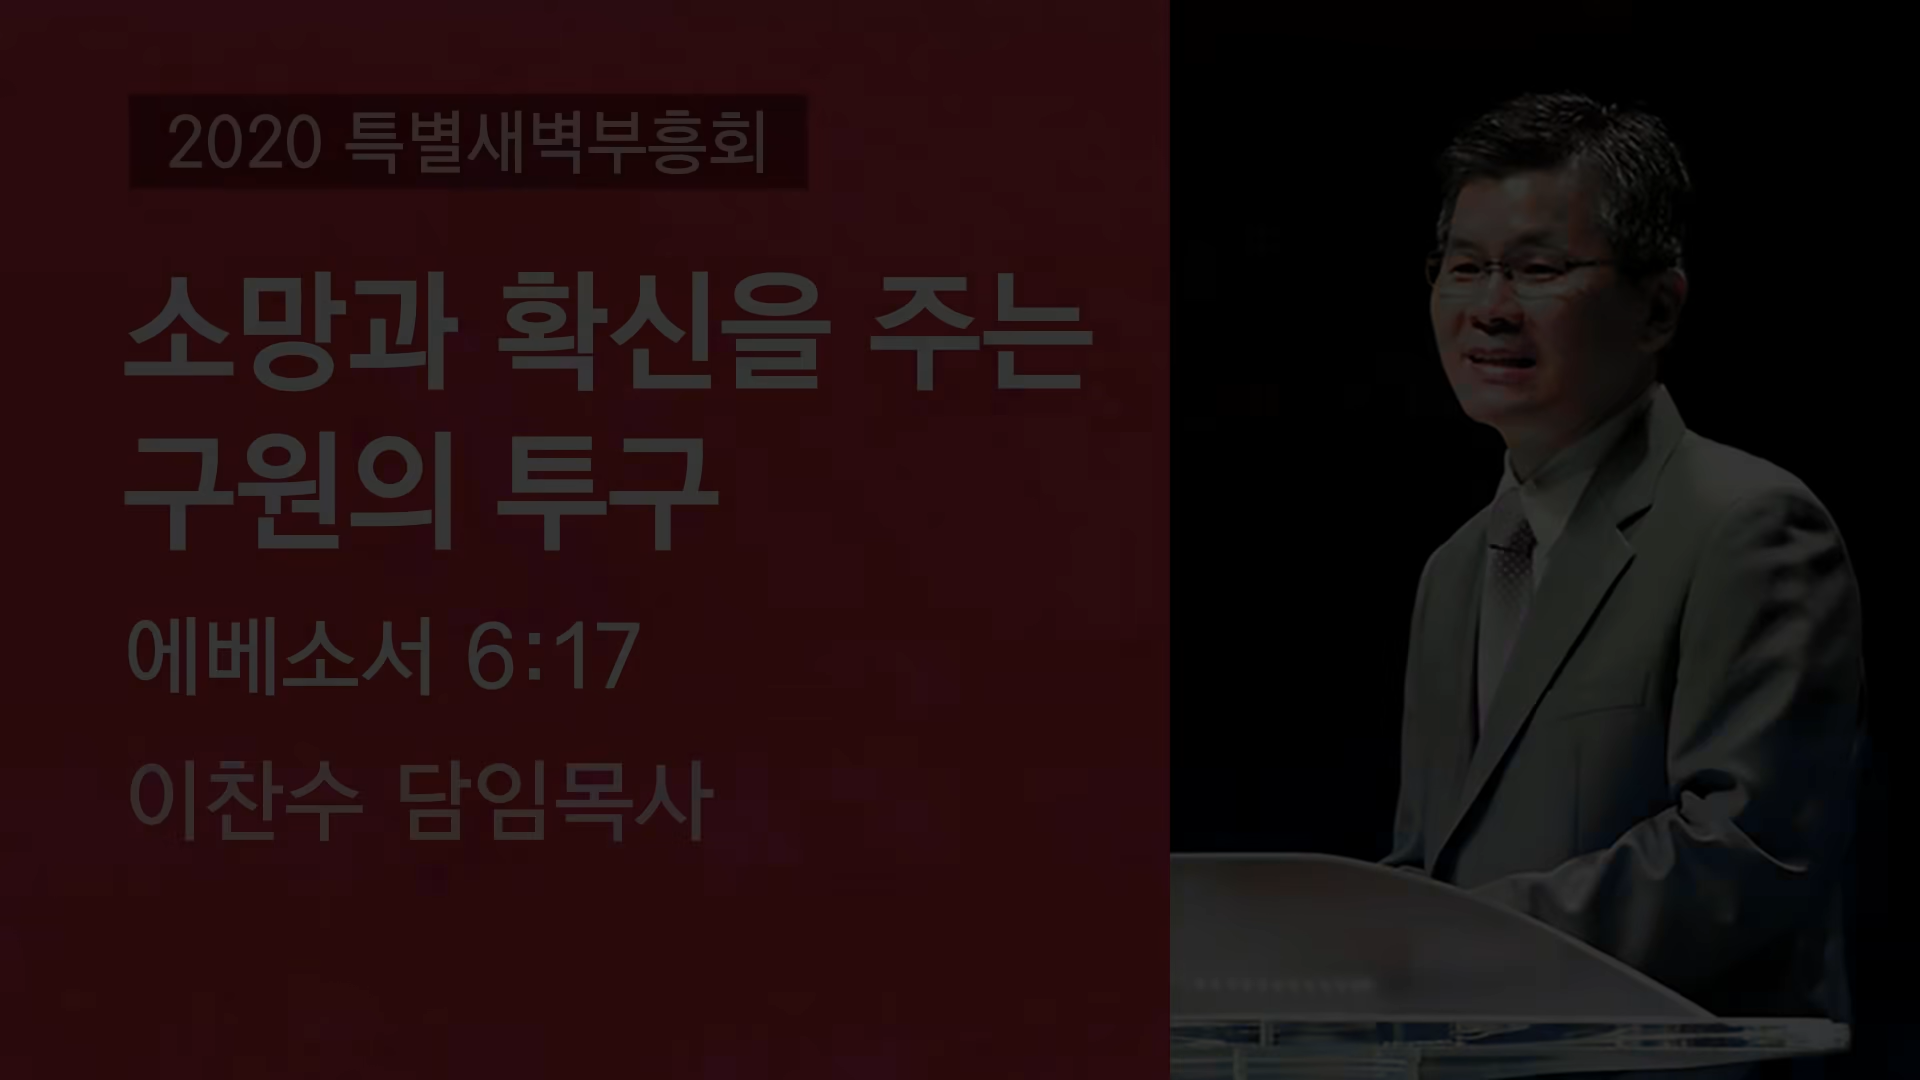 2020 특별새벽부흥회
소망과 확신을 주는
구원의 투구
에베소서 6:17
이찬수 담임목사